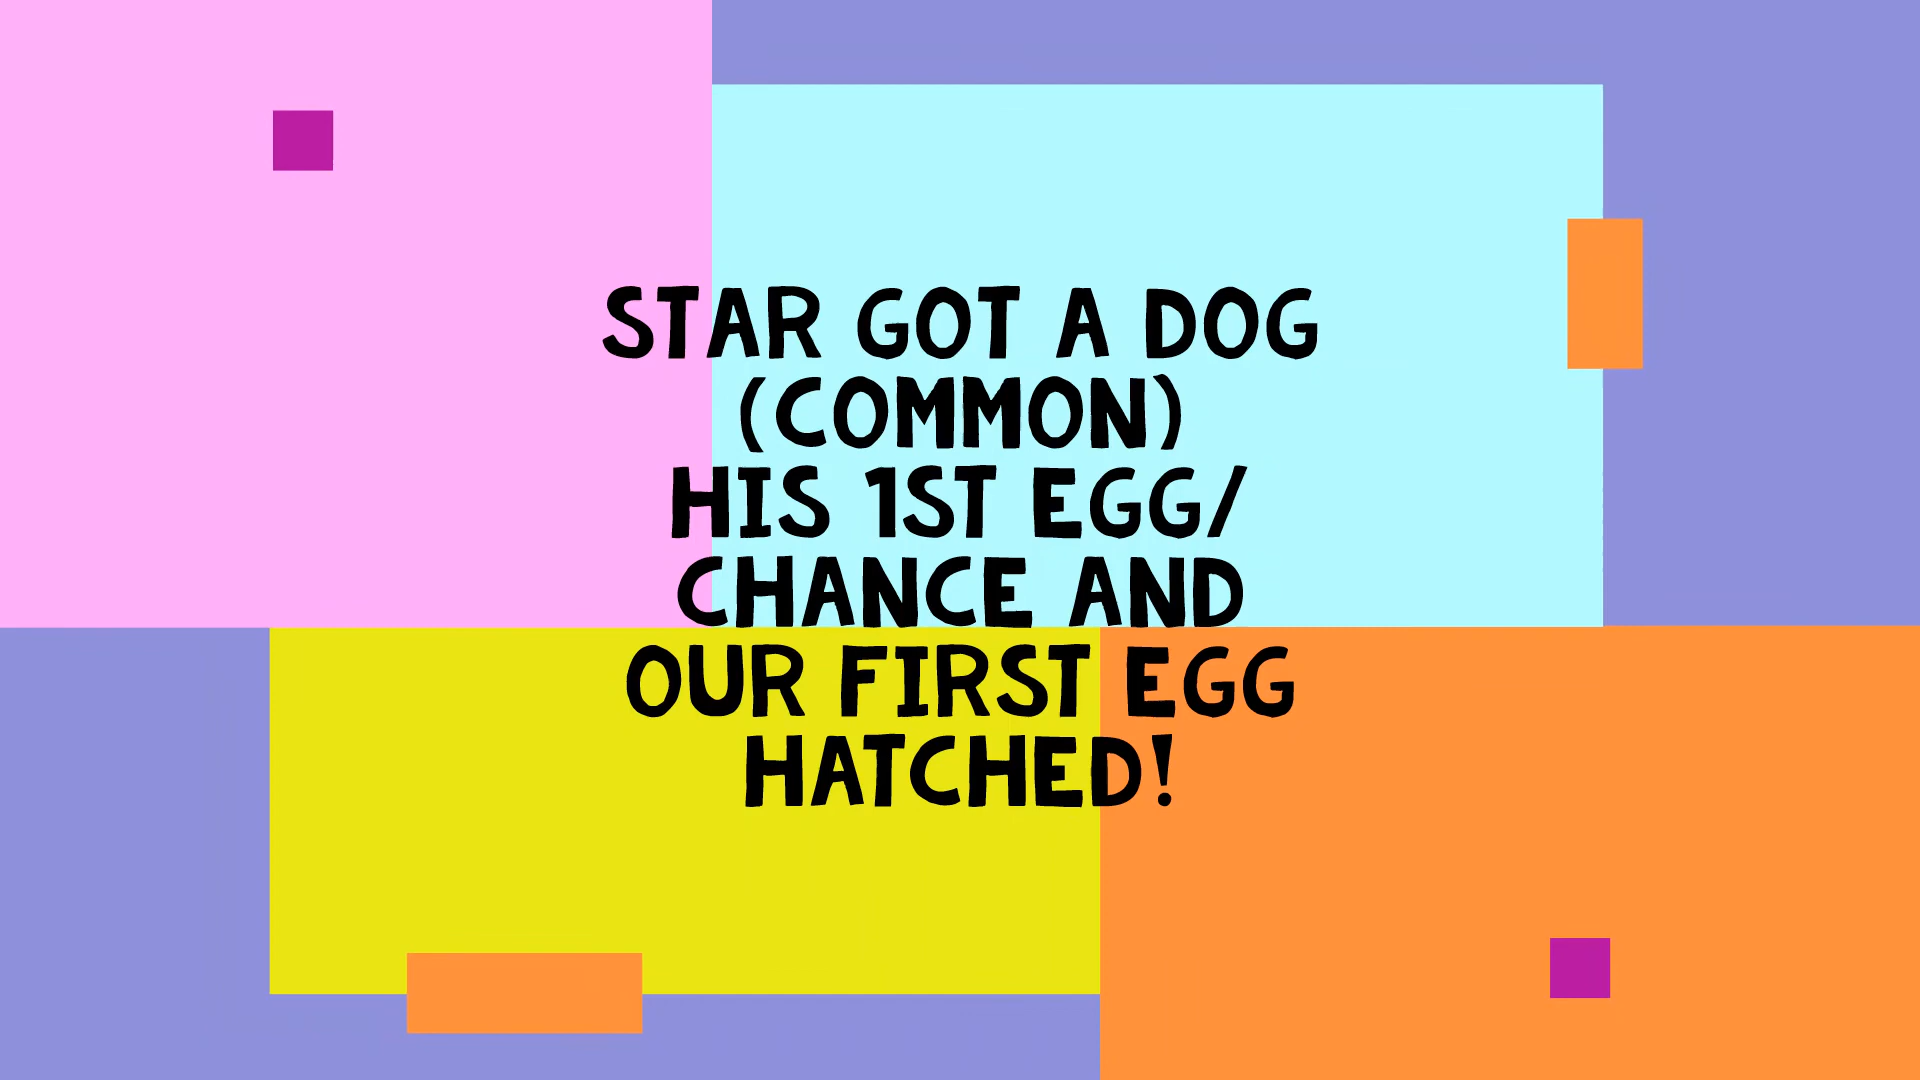 STAR GOT A DOG
(COMMON)
HIS 1ST EGG/
CHANCE AND
OUR FIRST EGG
HATCHED!